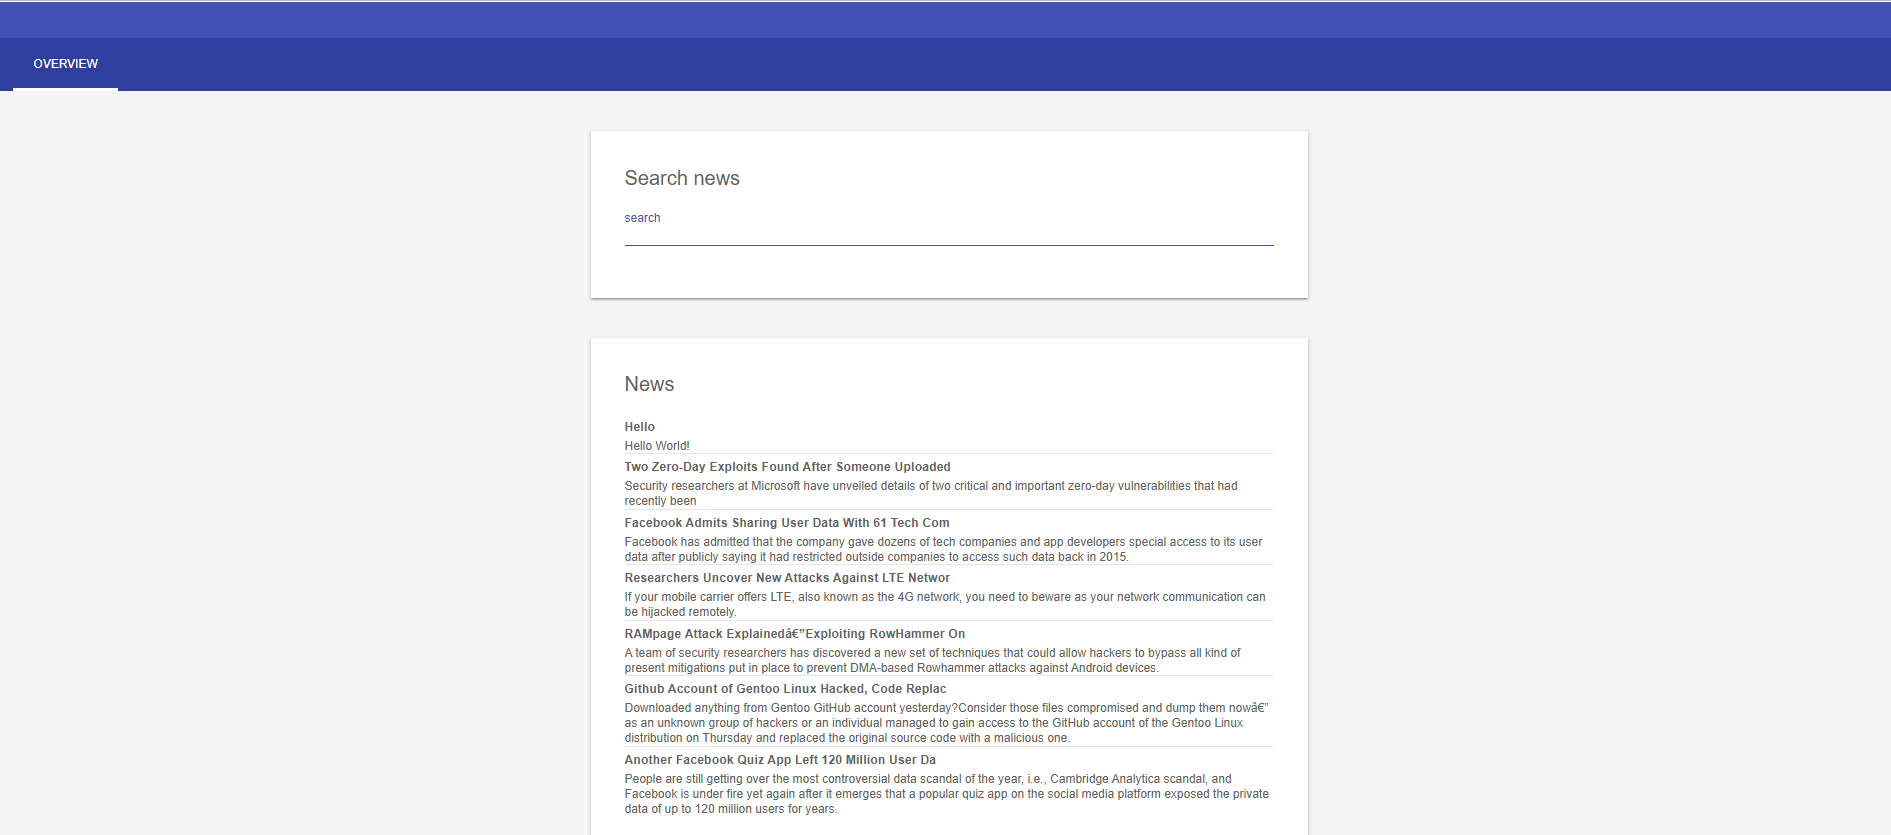 OVERVIEW
Search news
search
News
Hello
Hello World!
Two Zero-Day Exploits Found After Someone Uploaded
Security researchers at Microsoft have unveiled details of two critical and important zero-day vulnerabilities that had
recently been
Facebook Admits Sharing User Data With 61 Tech Com
Facebook has admitted that the company gave dozens of tech companies and app developers special access to its user
data after publicly saying it had restricted outside companies to access such data back in 2015.
Researchers Uncover New Attacks Against LTE Networ
If your mobile carrier offers LTE, also known as the 4G network, you need to beware as your network communication can
be hijacked remotely.
RAMpage Attack Explainedâ€”Exploiting RowHammer On
A team of security researchers has discovered a new set of techniques that could allow hackers to bypass all kind of
present mitigations put in place to prevent DMA-based Rowhammer attacks against Android devices.
Github Account of Gentoo Linux Hacked, Code Replac
Downloaded anything from Gentoo GitHub account yesterday?Consider those files compromised and dump them nowâ€”
as an unknown group of hackers or an individual managed to gain access to the GitHub account of the Gentoo Linux
distribution on Thursday and replaced the original source code with a malicious one.
Another Facebook Quiz App Left 120 Million User Da
People are still getting over the most controversial data scandal of the year, i.e., Cambridge Analytica scandal, and
Facebook is under fire yet again after it emerges that a popular quiz app on the social media platform exposed the private
data of up to 120 million users for years.